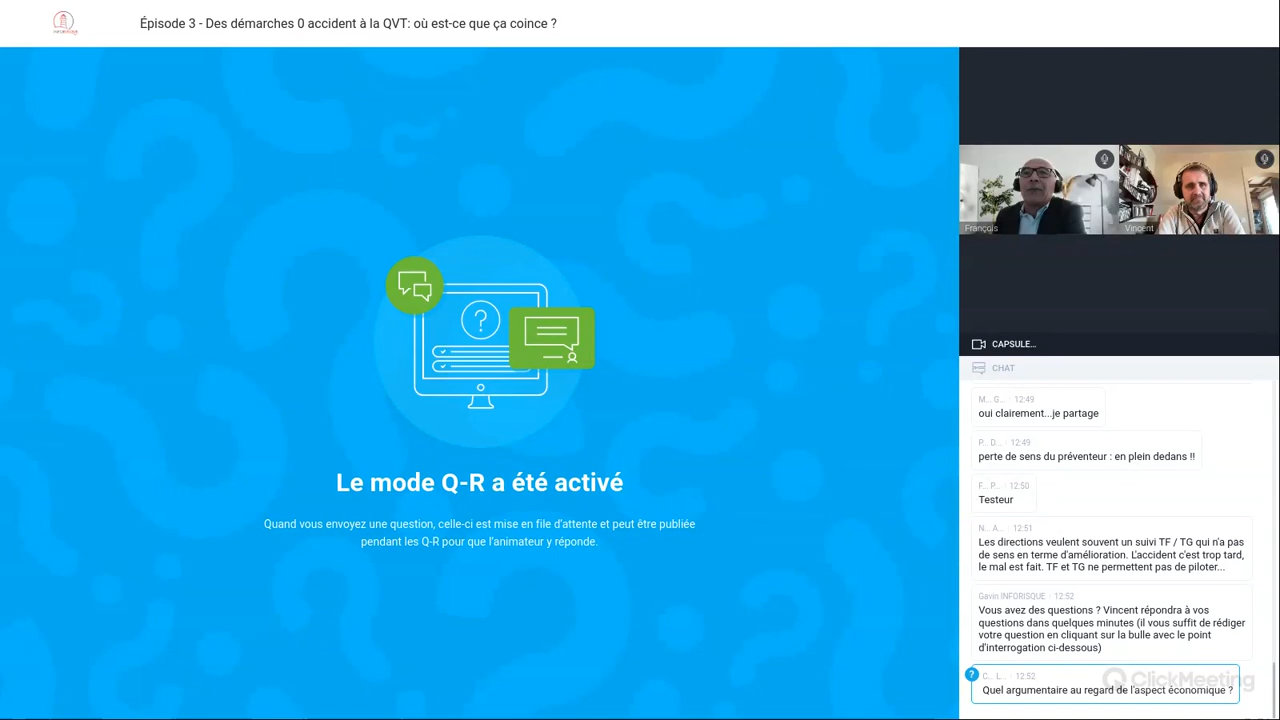 Épisode 3 - Des démarches 0 accident à la QVT: où est-ce que ça coince ?
Le mode Q-R a été activé
Quand vous envoyez une question, celle-ci est mise en file d'attente et peut être publiée
pendant les Q-R pour que l'animateur y réponde.
François
Vincent
CAPSULE...
CHAT
M... G... · 12:49
oui clairement...je partage
P... D... · 12:49
perte de sens du préventeur : en plein dedans !!
F... P... · 12:50
Testeur
N... A... · 12:51
Les directions veulent souvent un suivi TF / TG qui n'a pas
de sens en terme d'amélioration. L'accident c'est trop tard,
le mal est fait. TF et TG ne permettent pas de piloter...
Gavin INFORISQUE · 12:52
Vous avez des questions ? Vincent répondra à vos
questions dans quelques minutes (il vous suffit de rédiger
votre question en cliquant sur la bulle avec le point
d'interrogation ci-dessous)
C... L... · 12:52
Quel argumentaire au regard de l'aspect économique ?
ClickMeeting